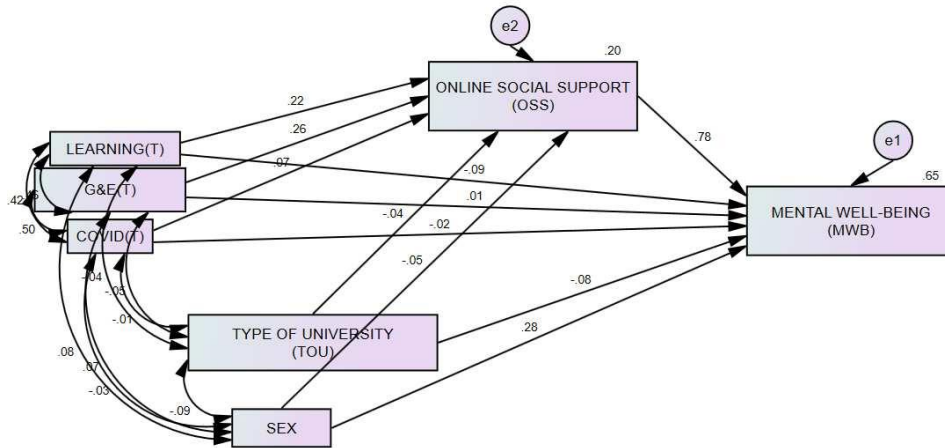 e2
.20
ONLINE SOCIAL SUPPORT
(OSS)
.22
.26
.78
e1
LEARNING(T)
.07
-.09
.65
G&E(T)
.01
.42
.50
COVID(T)
-.04
-.02
MENTAL WELL-BEING
(MWB)
-.05
-.04
-.05
-.08
-.01
TYPE OF UNIVERSITY
(TOU)
.28
.08
.07
-.03
-.09
SEX